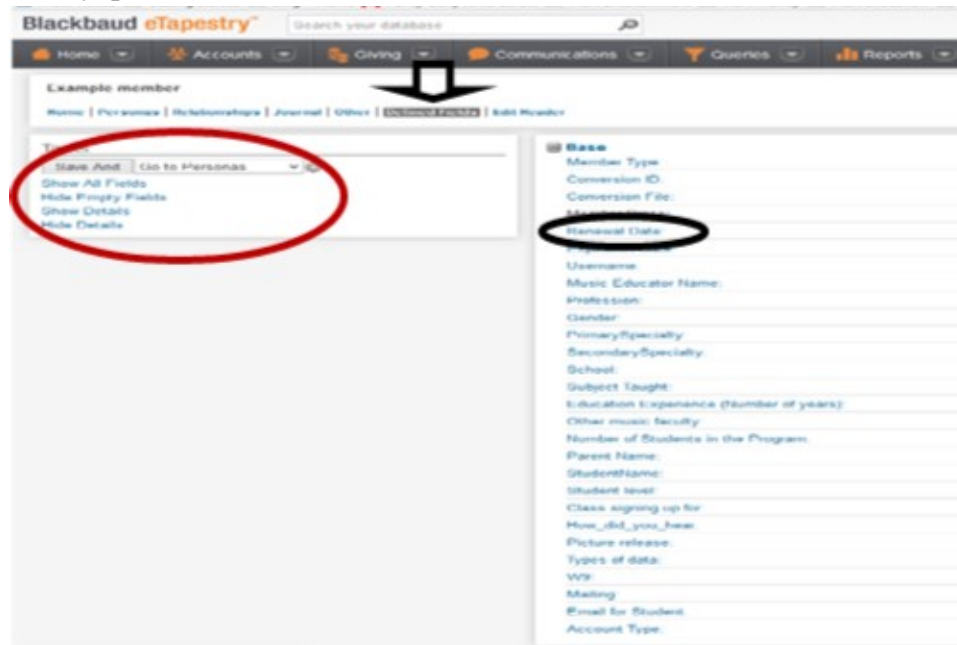 Blackbaud eTapestry
Search your database
Home Accounts Giving Communications Queries Reports
Example member
Home | Personas | Relationships | Journal | Other | Defined Fields | Edit Header
Save And Go to Personas
Show All Fields
Hide Empty Fields
Show Details
Hide Details
Base
Member Type
Conversion ID:
Conversion File:
Renewal Date:
Username:
Music Educator Name:
Profession:
Gender:
PrimarySpecialty:
SecondarySpecialty:
School:
Subject Taught:
Education Experience (Number of years):
Other music faculty:
Number of Students in the Program:
Parent Name:
StudentName:
Student level:
Class signing up for:
How_did_you_hear:
Picture release:
Types of data:
W9:
Mailing:
Email for Student:
Account Type: